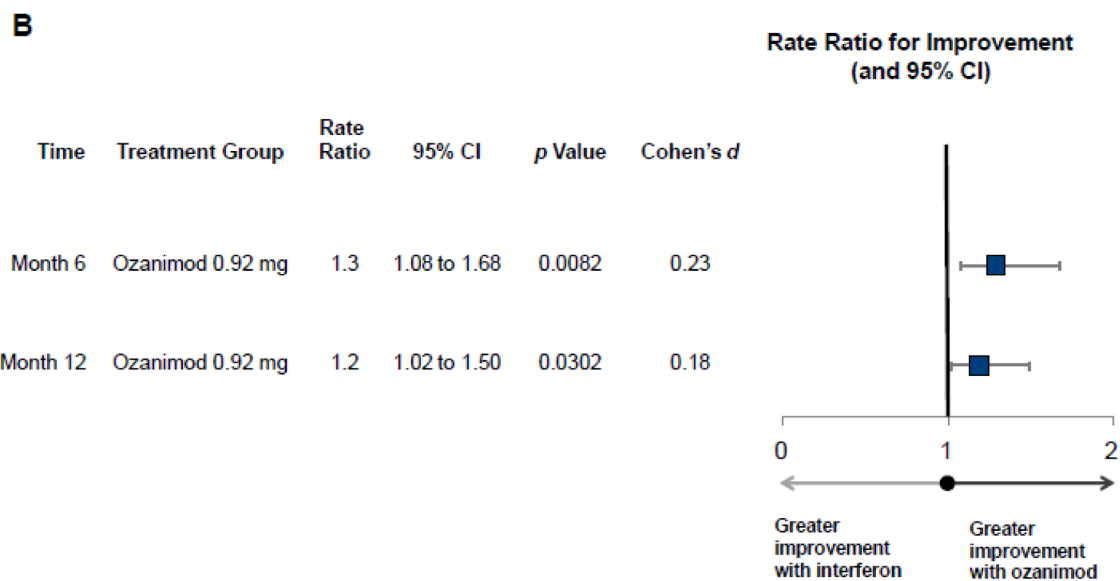 B
Rate Ratio for Improvement
(and 95% CI)
Time Treatment Group Rate Ratio 95% CI p Value Cohen's d
Month 6 Ozanimod 0.92 mg 1.3 1.08 to 1.68 0.0082 0.23
Month 12 Ozanimod 0.92 mg 1.2 1.02 to 1.50 0.0302 0.18
0 1 2
Greater
improvement
with interferon
Greater
improvement
with ozanimod